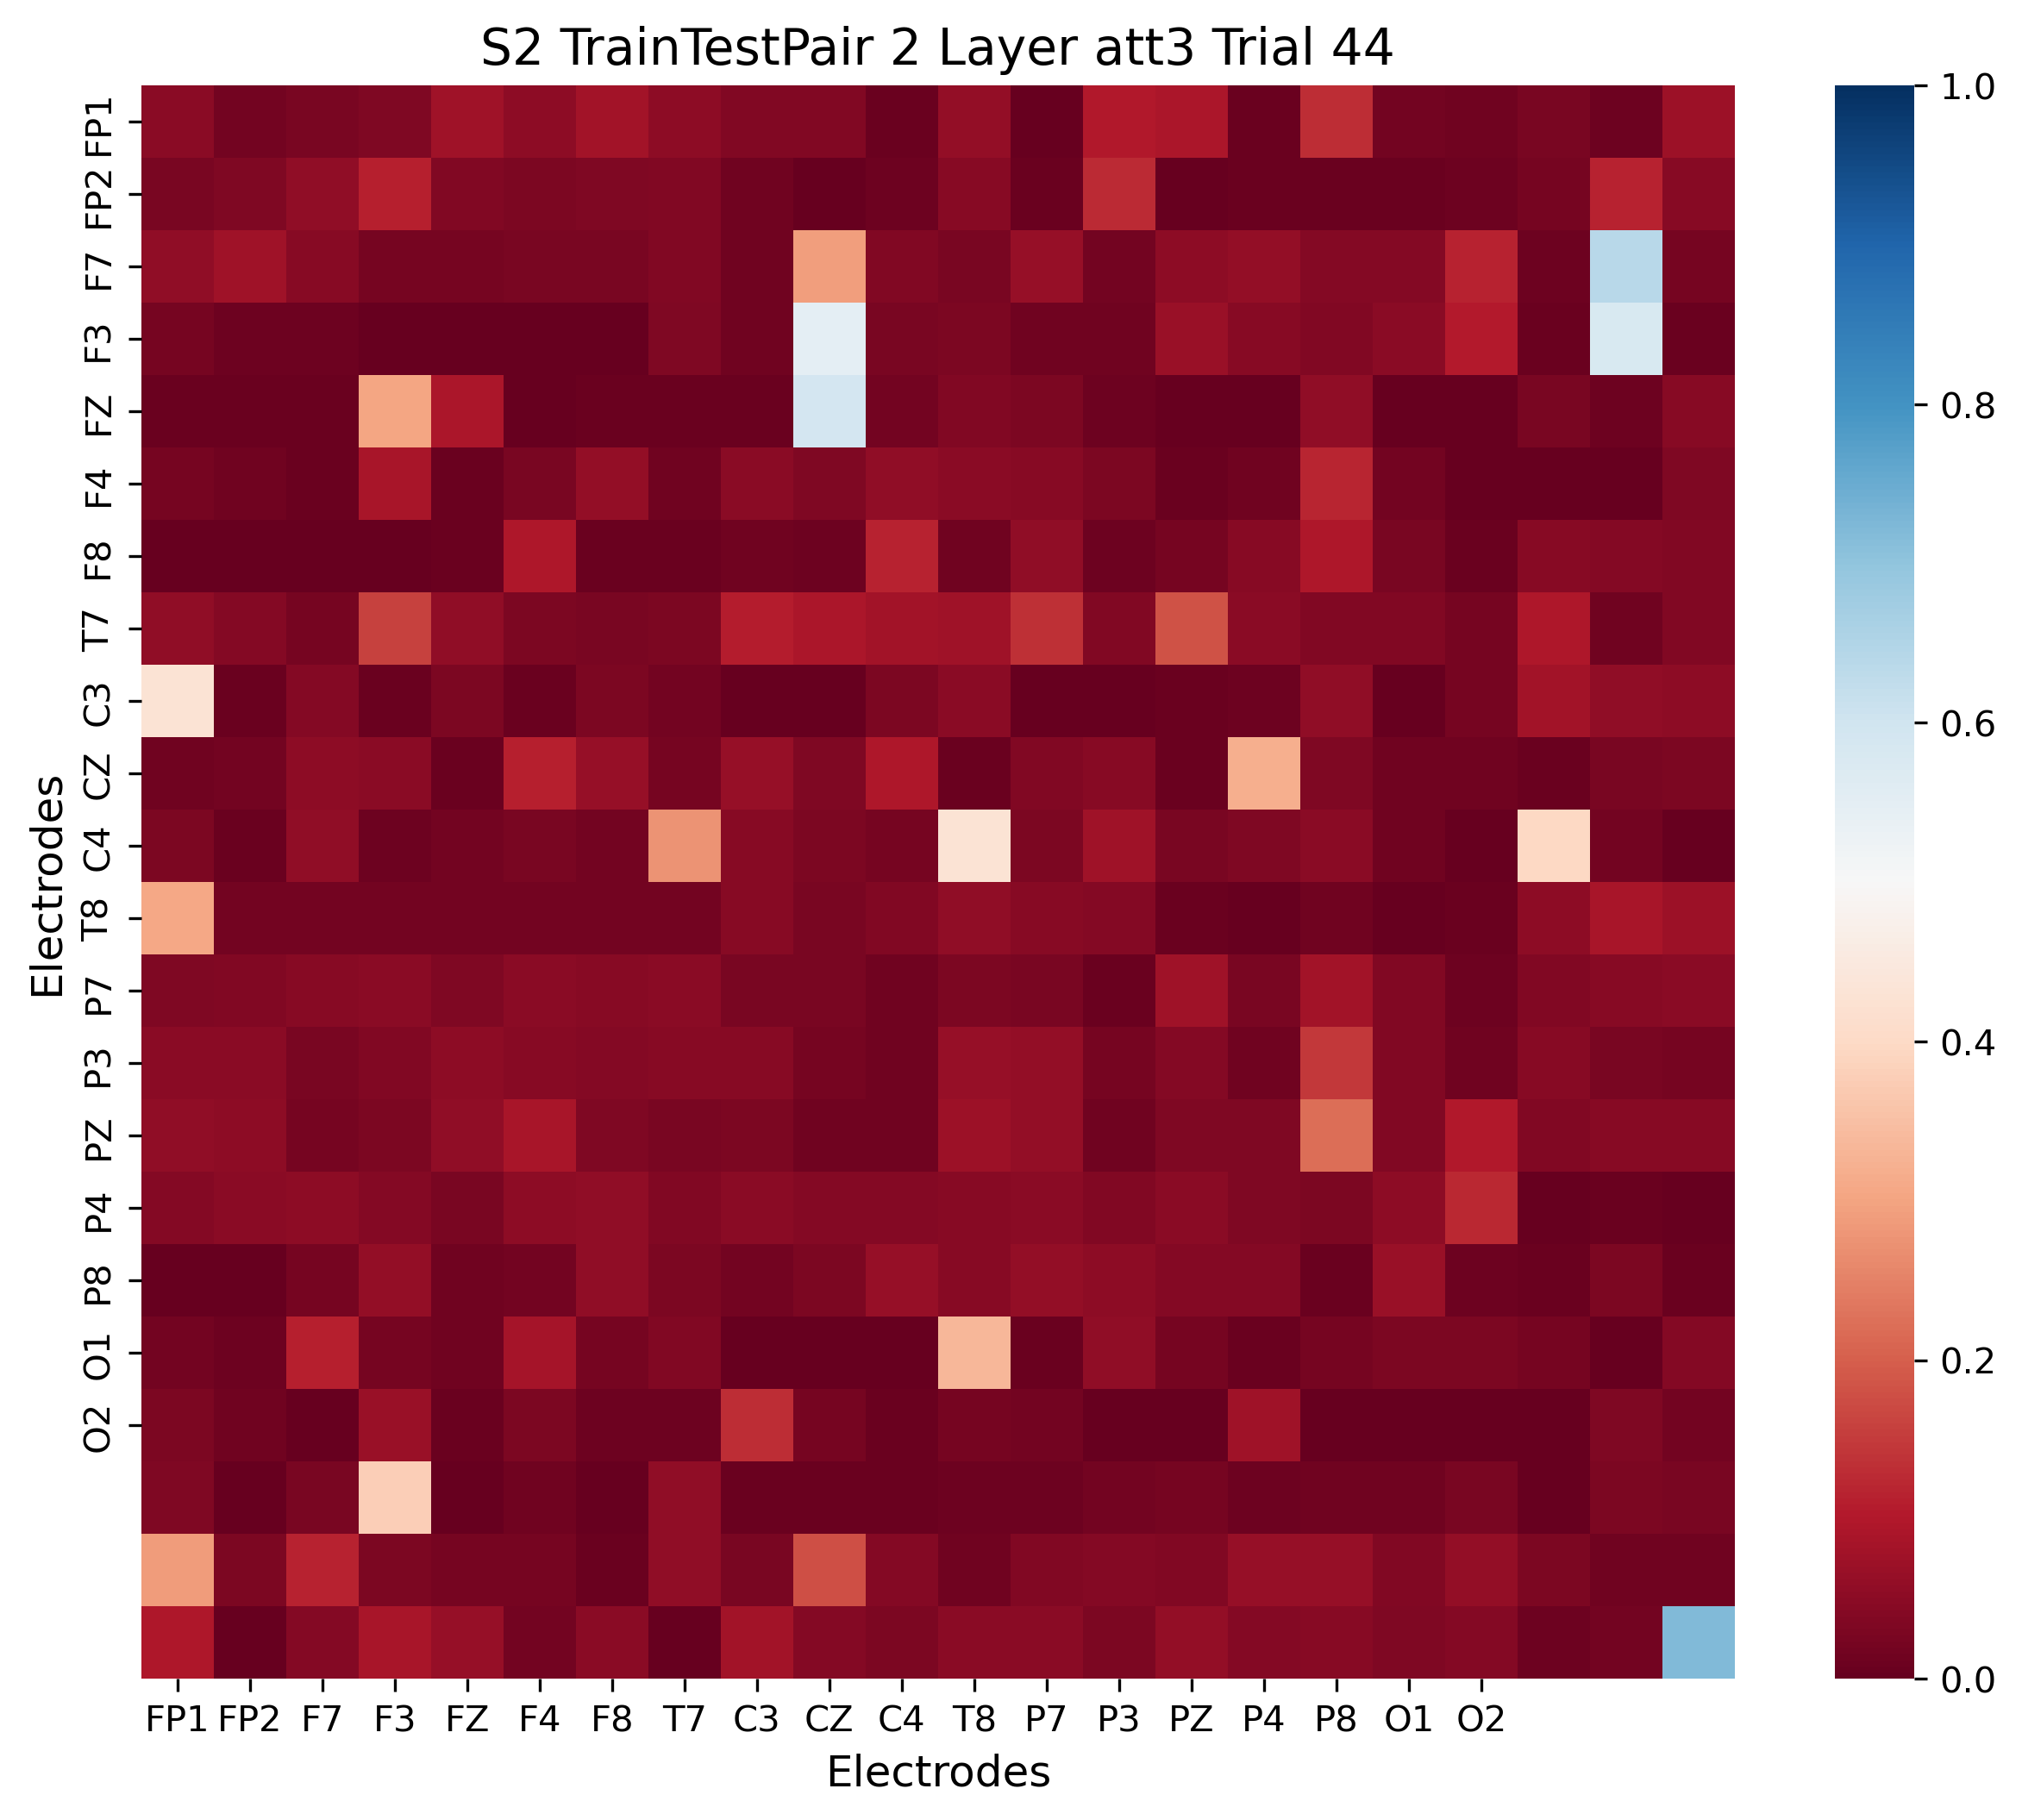 S2 TrainTestPair 2 Layer att3 Trial 44
Electrodes
FP1
FP2
F7
F3
FZ
F4
F8
T7
C3
CZ
C4
T8
P7
P3
PZ
P4
P8
O1
O2
FP1 FP2 F7 F3 FZ F4 F8 T7 C3 CZ C4 T8 P7 P3 PZ P4 P8 O1 O2
Electrodes
1.0
0.8
0.6
0.4
0.2
0.0